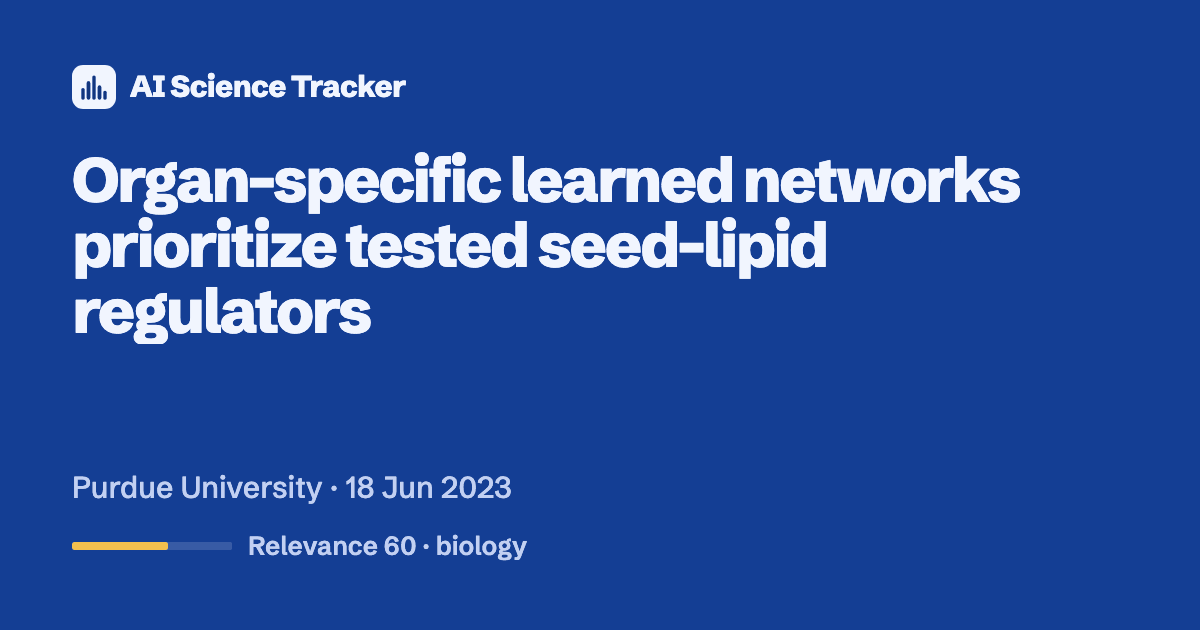 AI Science Tracker
Organ-specific learned networks
prioritize tested seed-lipid
regulators
Purdue University · 18 Jun 2023
Relevance 60 · biology